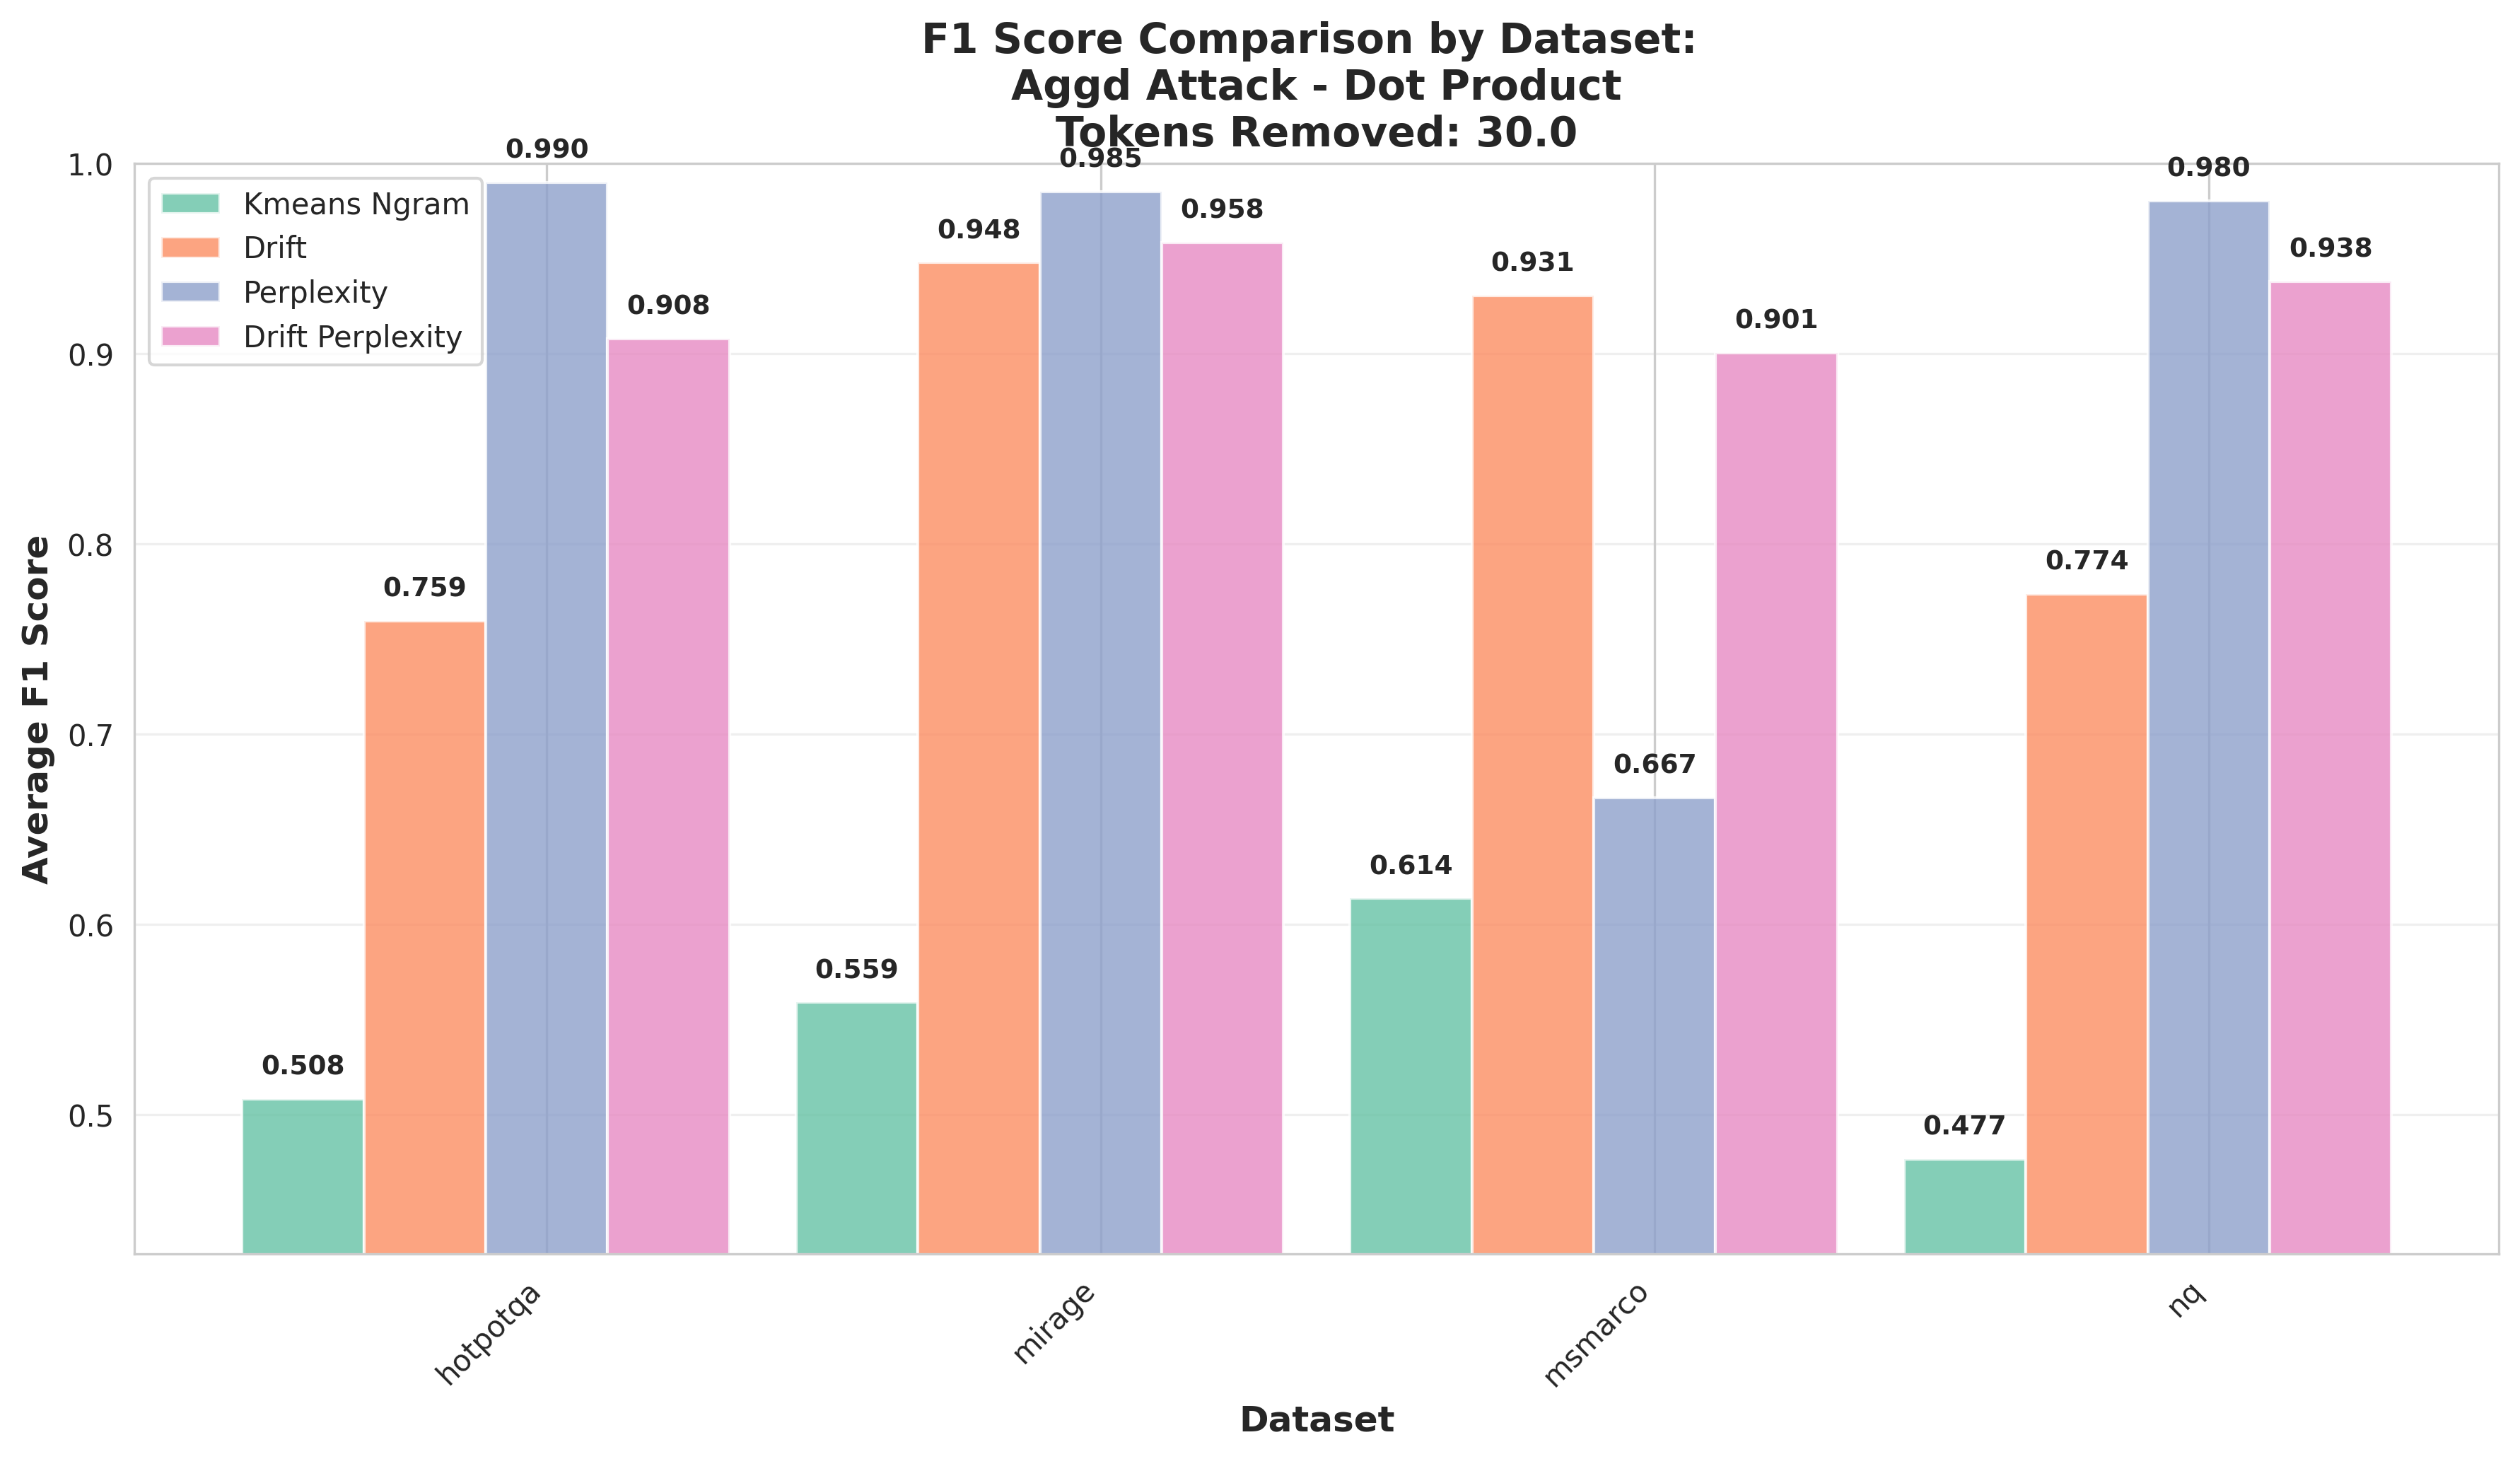 F1 Score Comparison by Dataset:
Aggd Attack - Dot Product
Tokens Removed: 30.0
Kmeans Ngram
Drift
Perplexity
Drift Perplexity
Average F1 Score
1.0
0.9
0.8
0.7
0.6
0.5
0.508
0.759
0.990
0.908
0.559
0.948
0.985
0.958
0.614
0.931
0.667
0.901
0.477
0.774
0.980
0.938
hotpotqa
mirage
msmarco
nq
Dataset